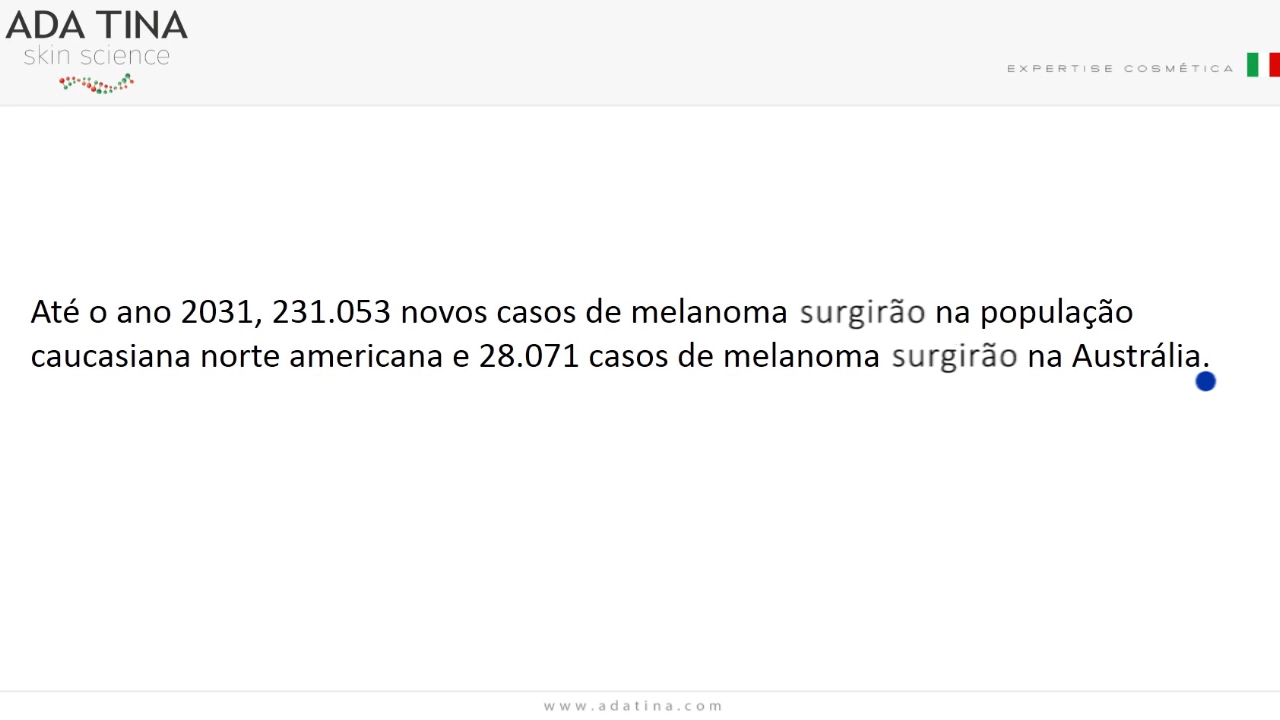 ADA TINA
skin science
EXPERTISE COSMÉTICA
Até o ano 2031, 231.053 novos casos de melanoma surgirão na população
caucasiana norte americana e 28.071 casos de melanoma surgirão na Austrália.
www.adatina.com